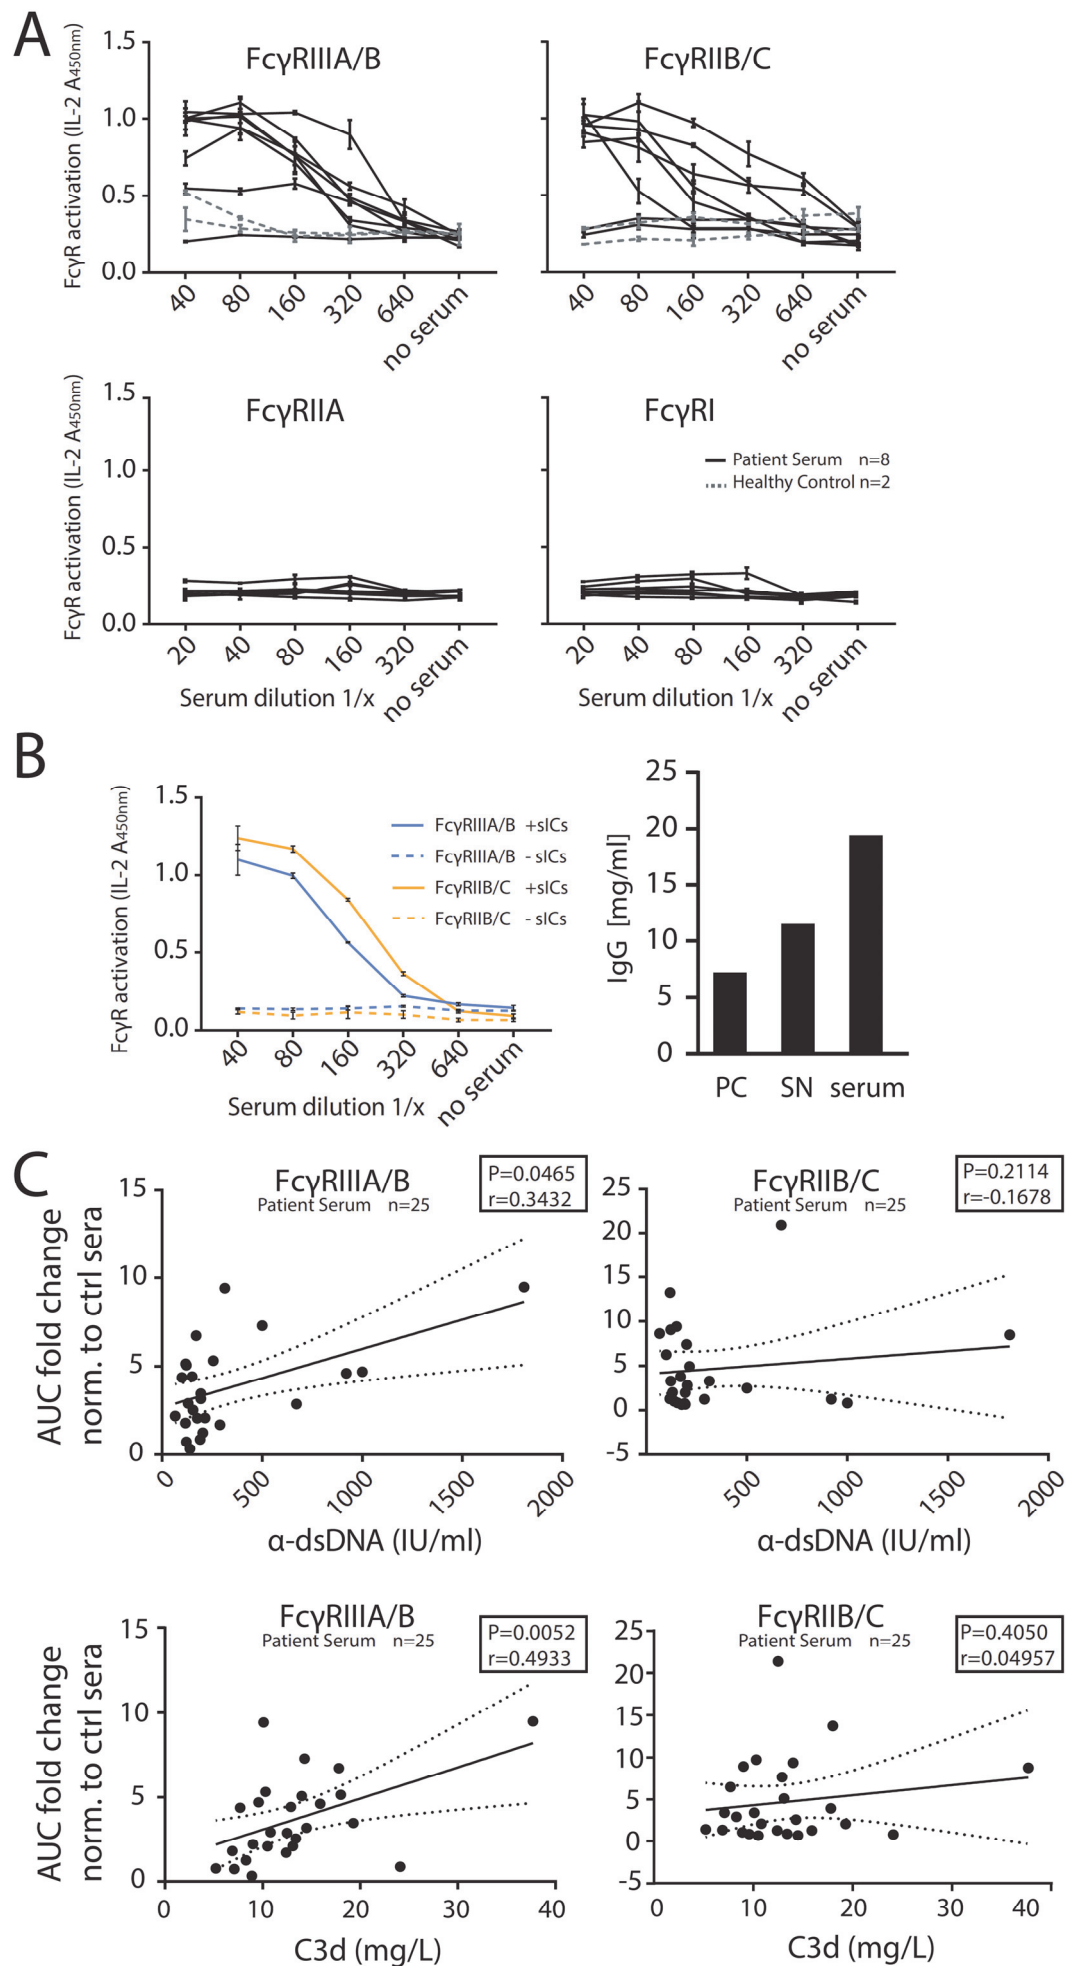 A
FcγRIIIA/B
FcγRIIB/C
FcγR activation (IL-2 A450nm)
1.5
1.0
0.5
0.0
40
80
160
320
640
no serum
40
80
160
320
640
no serum
FcγRIIA
FcγRI
FcγR activation (IL-2 A450nm)
1.5
1.0
0.5
0.0
Patient Serum n=8
Healthy Control n=2
20
40
80
160
320
no serum
20
40
80
160
320
no serum
Serum dilution 1/x
Serum dilution 1/x
B
FcγR activation (IL-2 A450nm)
1.5
1.0
0.5
0.0
FcγRIIIA/B +sICs
FcγRIIIA/B - sICs
FcγRIIB/C +sICs
FcγRIIB/C - sICs
40
80
160
320
640
no serum
Serum dilution 1/x
IgG [mg/ml]
25
20
15
10
5
0
PC SN serum
C
FcγRIIIA/B
Patient Serum n=25
P=0.0465
r=0.3432
AUC fold change
norm. to ctrl sera
15
10
5
0
0
500
1000
1500
2000
α-dsDNA (IU/ml)
FcγRIIB/C
Patient Serum n=25
P=0.2114
r=-0.1678
25
20
15
10
5
0
-5
500
1000
1500
2000
α-dsDNA (IU/ml)
FcγRIIIA/B
Patient Serum n=25
P=0.0052
r=0.4933
AUC fold change
norm. to ctrl sera
15
10
5
0
0 10 20 30 40
C3d (mg/L)
FcγRIIB/C
Patient Serum n=25
P=0.4050
r=0.04957
25
20
15
10
5
0
-5
0 10 20 30 40
C3d (mg/L)